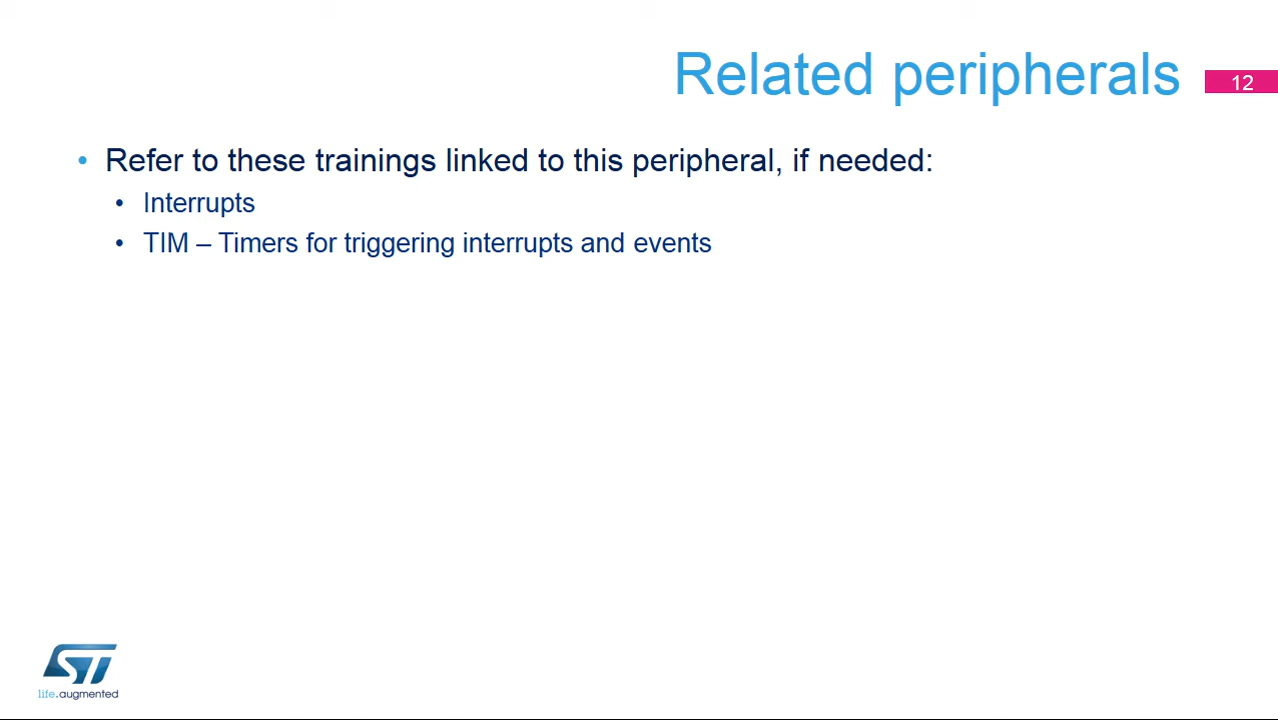 Related peripherals
12
• Refer to these trainings linked to this peripheral, if needed:
• Interrupts
• TIM – Timers for triggering interrupts and events
ST
life.augmented